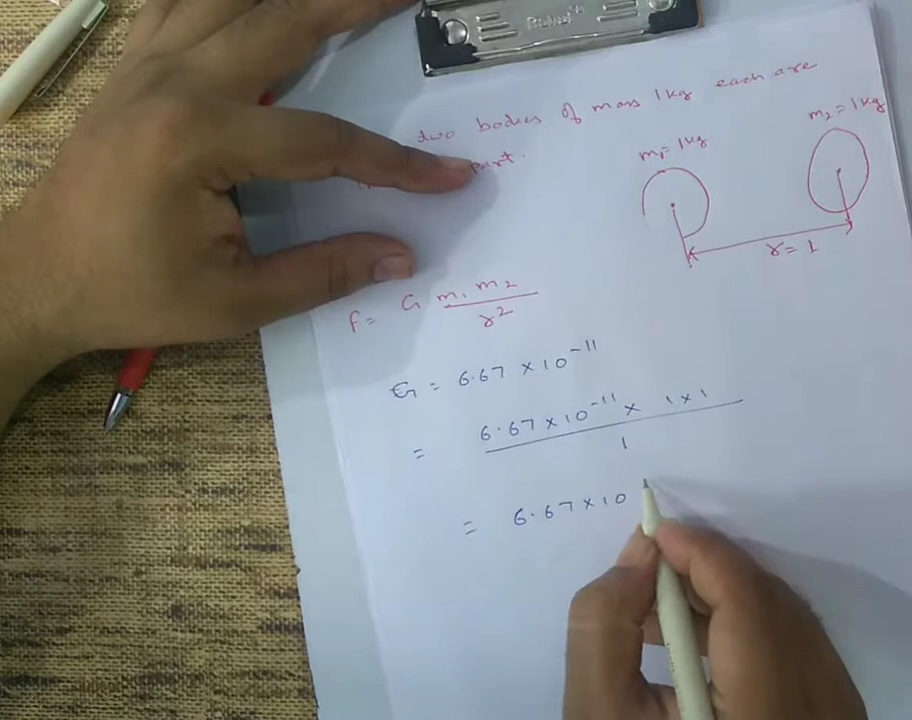 two bodies of mass 1kg each are
part.
m₁=1kg
m₂=1kg
r=1
f= G m₁ m₂
r²
G = 6.67 × 10⁻¹¹
= 6.67×10⁻¹¹ × 1×1
1
= 6.67×10